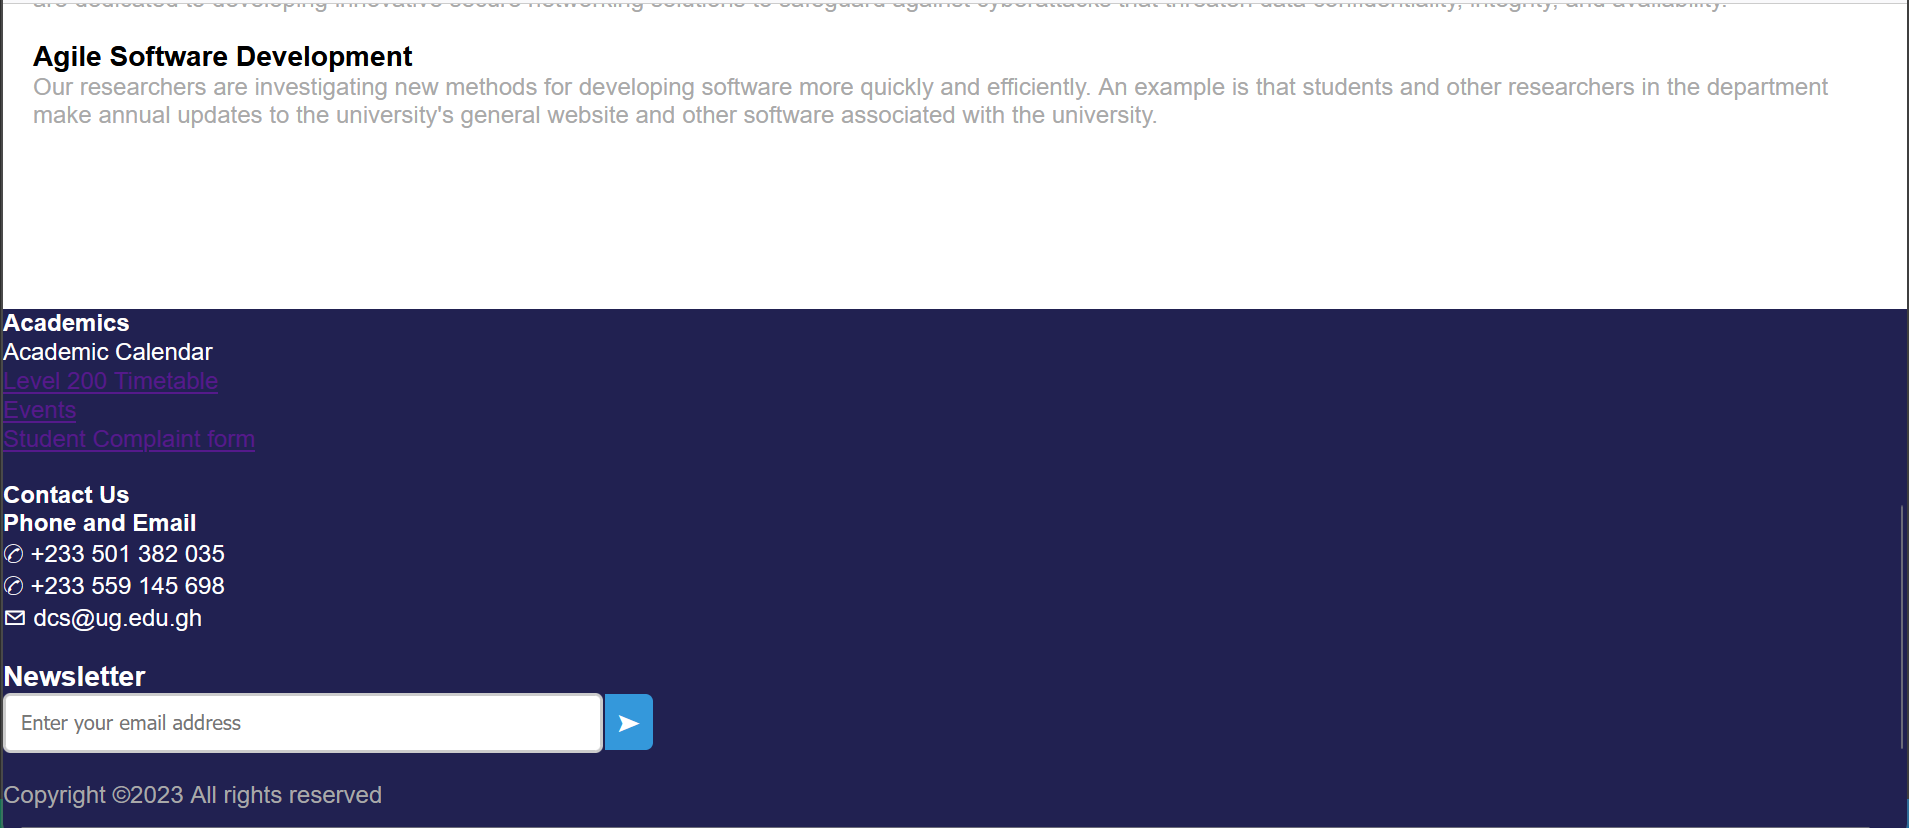 are dedicated to developing innovative secure networking solutions to safeguard against cyberattacks that threaten data confidentiality, integrity, and availability.
Agile Software Development
Our researchers are investigating new methods for developing software more quickly and efficiently. An example is that students and other researchers in the department
make annual updates to the university's general website and other software associated with the university.
Academics
Academic Calendar
Level 200 Timetable
Events
Student Complaint form
Contact Us
Phone and Email
✆ +233 501 382 035
✆ +233 559 145 698
🖂 dcs@ug.edu.gh
Newsletter
Enter your email address
➤
Copyright ©2023 All rights reserved